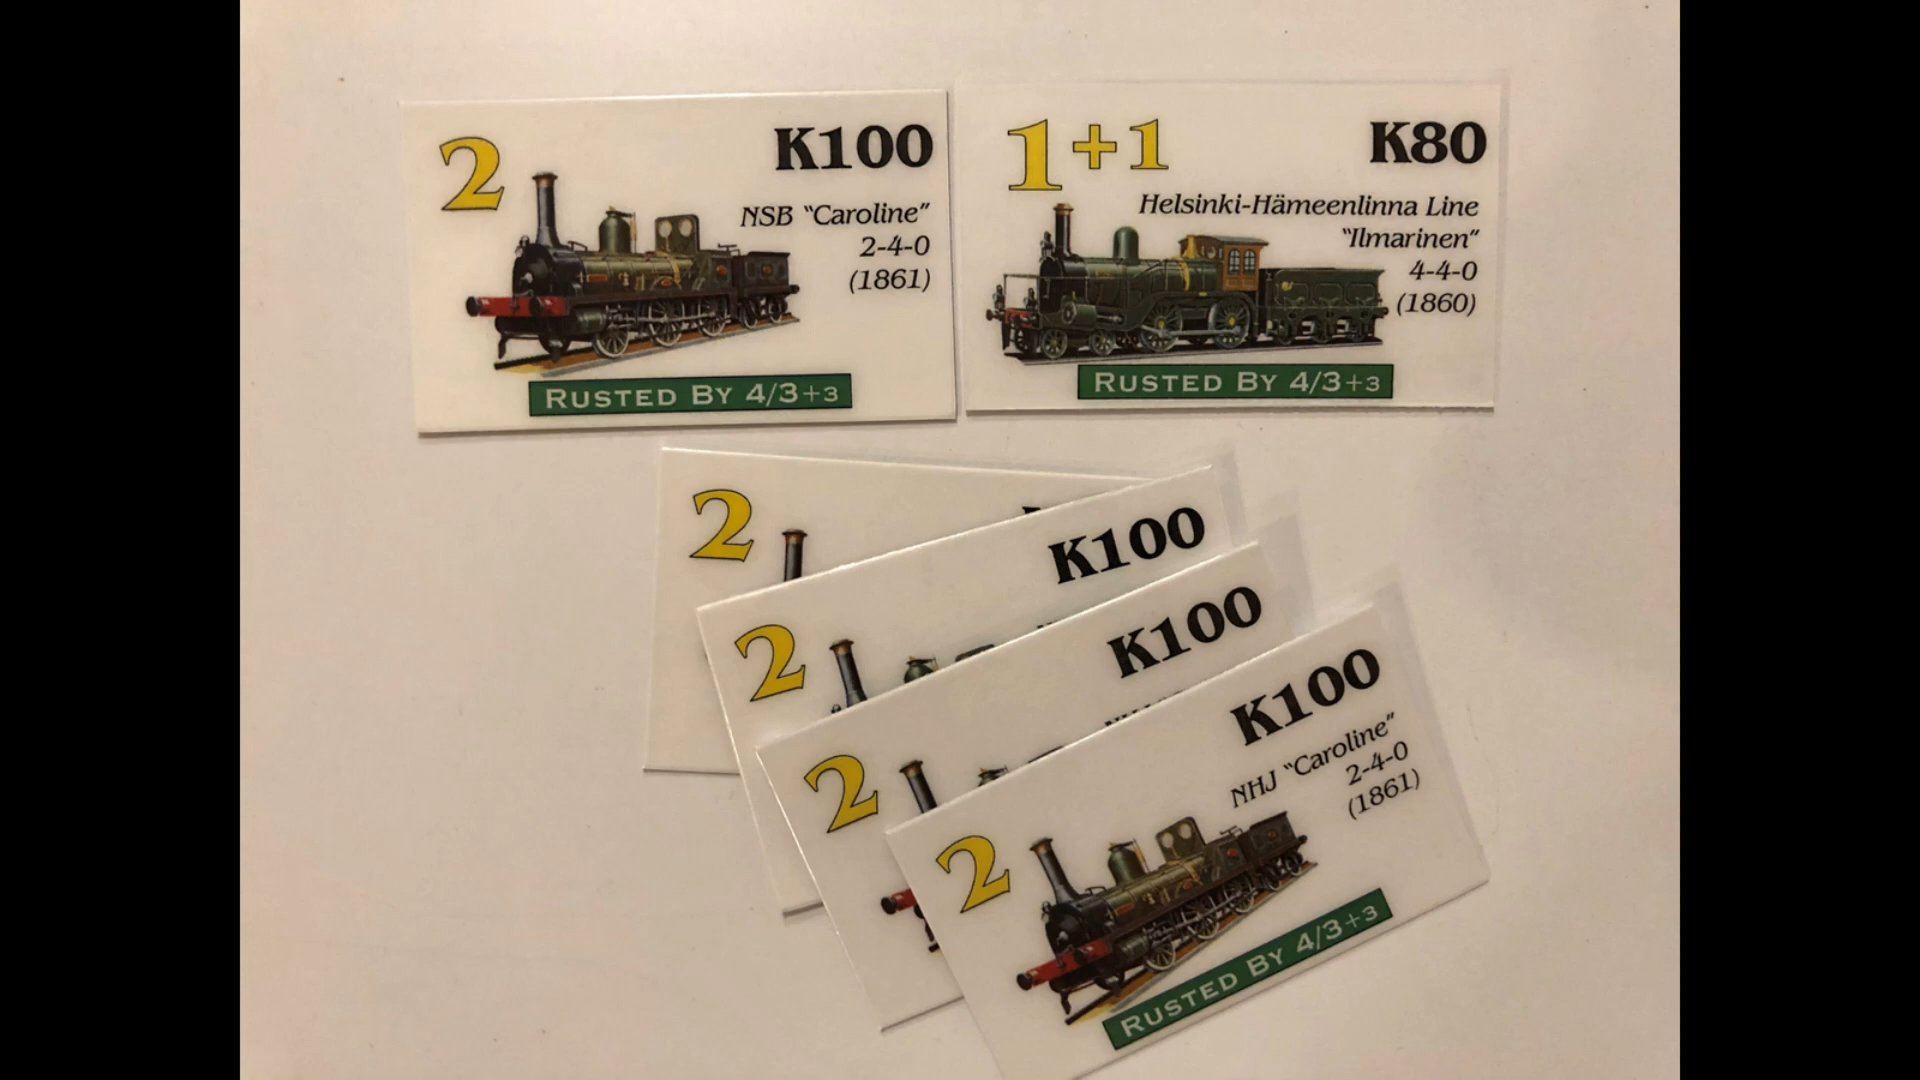 2
K100
NSB “Caroline”
2-4-0
(1861)
RUSTED BY 4/3+3
1+1
K80
Helsinki-Hämeenlinna Line
“Ilmarinen”
4-4-0
(1860)
RUSTED BY 4/3+3
2
2
K100
2
K100
2
K100
NHJ “Caroline”
2-4-0
(1861)
RUSTED BY 4/3+3